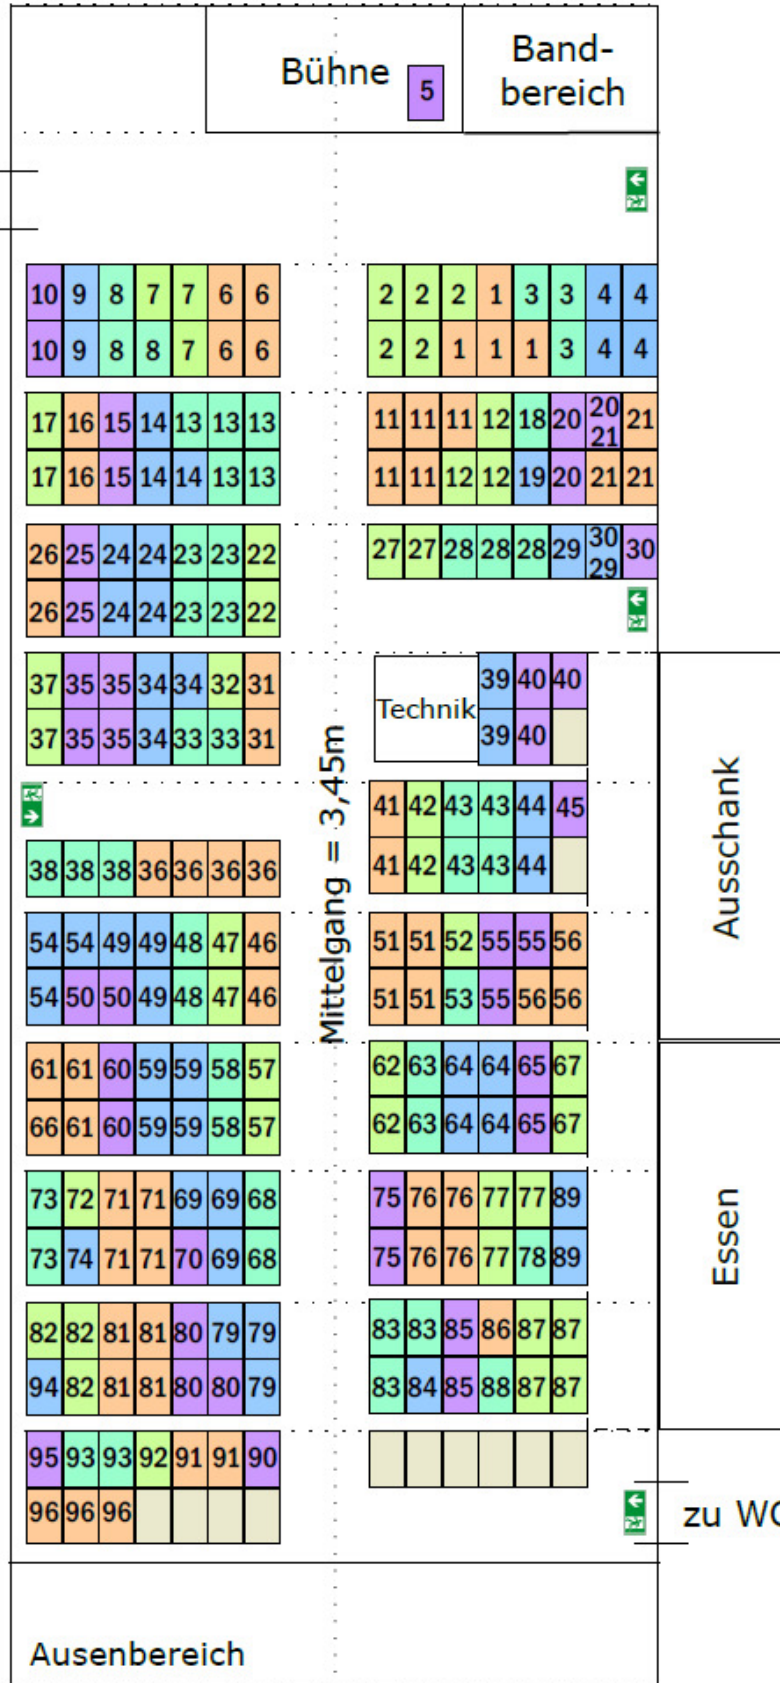 Bühne
5
Band-
bereich
10 9 8 7 7 6 6
10 9 8 8 7 6 6
2 2 2 1 3 3 4 4
2 2 1 1 1 3 4 4
17 16 15 14 13 13 13
17 16 15 14 14 13 13
11 11 11 12 18 20 20 21 21
11 11 12 12 19 20 21 21
26 25 24 24 23 23 22
26 25 24 24 23 23 22
27 27 28 28 28 29 30 29 30
37 35 35 34 34 32 31
37 35 35 34 33 33 31
Technik
39 40 40
39 40
Mittelgang = 3,45m
41 42 43 43 44 45
41 42 43 43 44
Ausschank
38 38 38 36 36 36 36
54 54 49 49 48 47 46
54 50 50 49 48 47 46
51 51 52 55 55 56
51 51 53 55 56 56
61 61 60 59 59 58 57
66 61 60 59 59 58 57
62 63 64 64 65 67
62 63 64 64 65 67
Essen
73 72 71 71 69 69 68
73 74 71 71 70 69 68
75 76 76 77 77 89
75 76 76 77 78 89
82 82 81 81 80 79 79
94 82 81 81 80 80 79
83 83 85 86 87 87
83 84 85 88 87 87
95 93 93 92 91 91 90
96 96 96
zu WC
Ausenbereich